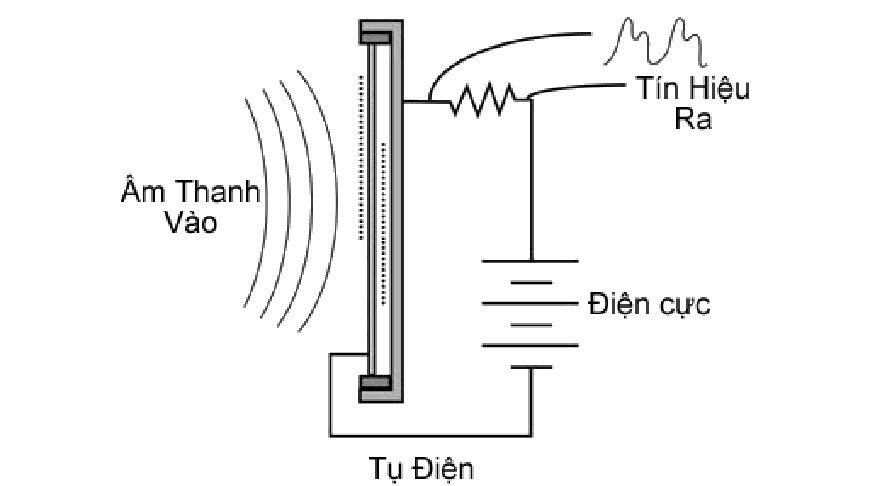 Tín Hiệu
Ra
Âm Thanh
Vào
Điện cực
Tụ Điện